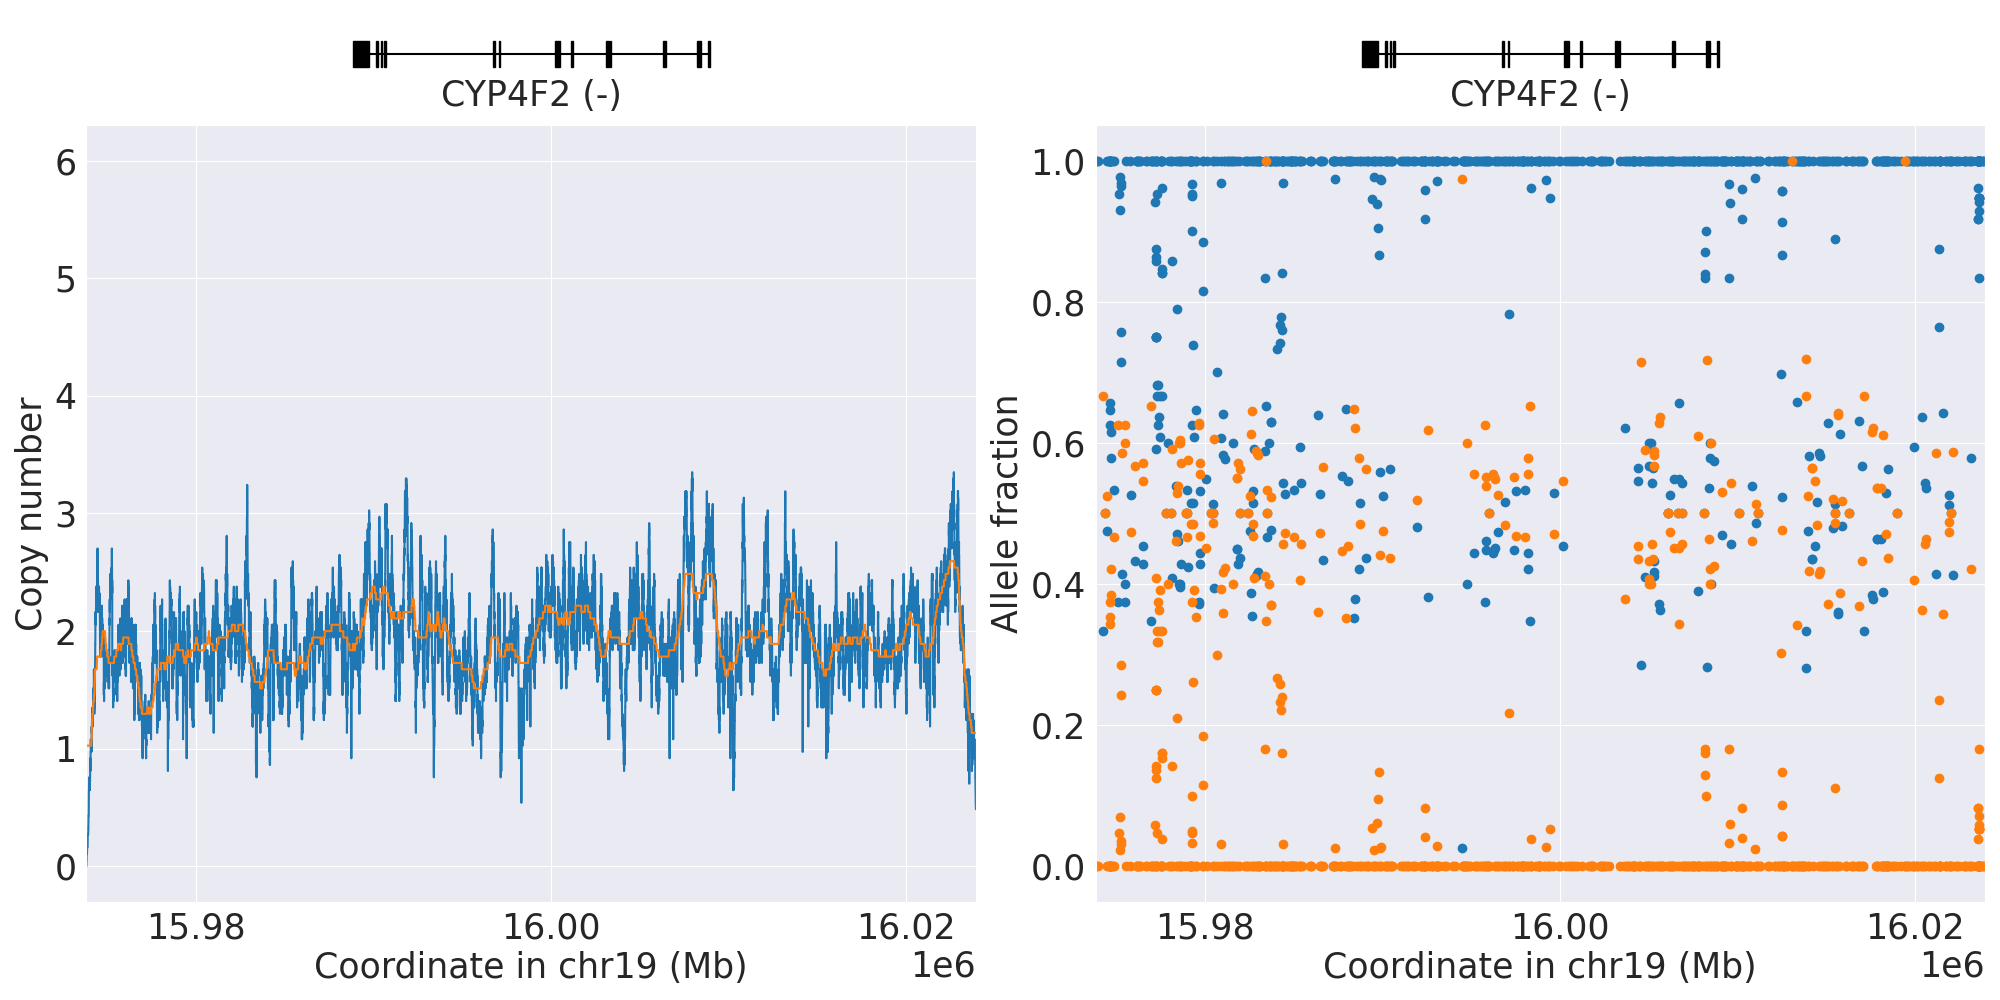 CYP4F2 (-)
6
5
4
3
2
1
0
Copy number
15.98
16.00
16.02
Coordinate in chr19 (Mb)
1e6
CYP4F2 (-)
1.0
0.8
0.6
0.4
0.2
0.0
Allele fraction
15.98
16.00
16.02
Coordinate in chr19 (Mb)
1e6